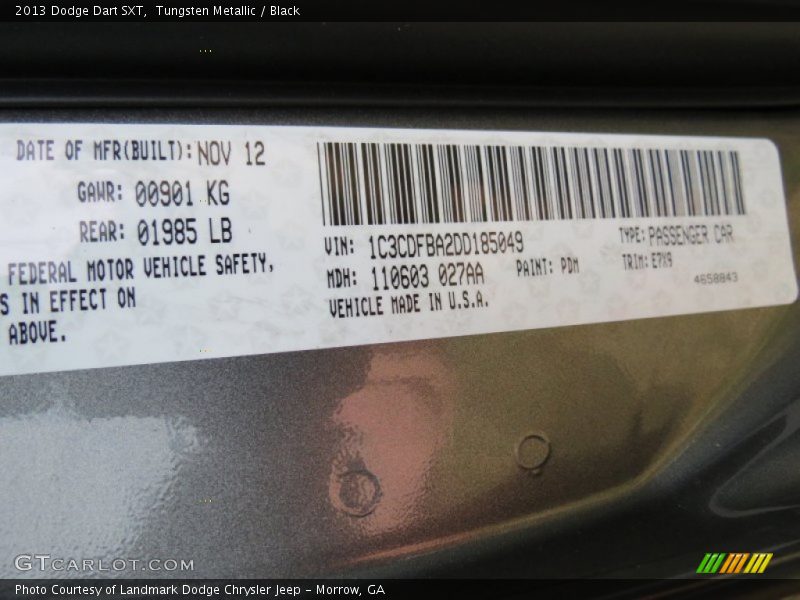 2013 Dodge Dart SXT,  Tungsten Metallic / Black
DATE OF MFR(BUILT): NOV 12
GAWR: 00901 KG
REAR: 01985 LB
FEDERAL MOTOR VEHICLE SAFETY,
S IN EFFECT ON
ABOVE.
VIN: 1C3CDFBA2DD185049
TYPE: PASSENGER CAR
MDH: 110603 027AA
PAINT: PDM
TRIM: E7X9
VEHICLE MADE IN U.S.A.
4658843
GTCARLOT.COM
Photo Courtesy of Landmark Dodge Chrysler Jeep - Morrow, GA